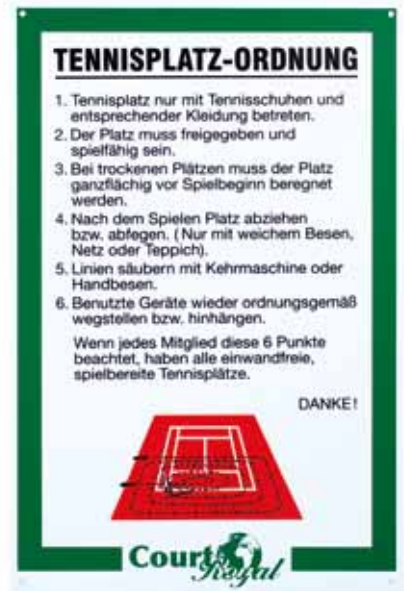 TENNISPLATZ-ORDNUNG
1. Tennisplatz nur mit Tennisschuhen und
entsprechender Kleidung betreten.
2. Der Platz muss freigegeben und
spielfähig sein.
3. Bei trockenen Plätzen muss der Platz
ganzflächig vor Spielbeginn beregnet
werden.
4. Nach dem Spielen Platz abziehen
bzw. abfegen. (Nur mit weichem Besen,
Netz oder Teppich).
5. Linien säubern mit Kehrmaschine oder
Handbesen.
6. Benutzte Geräte wieder ordnungsgemäß
wegstellen bzw. hinhängen.
Wenn jedes Mitglied diese 6 Punkte
beachtet, haben alle einwandfreie,
spielbereite Tennisplätze.
DANKE!
Court
Royal